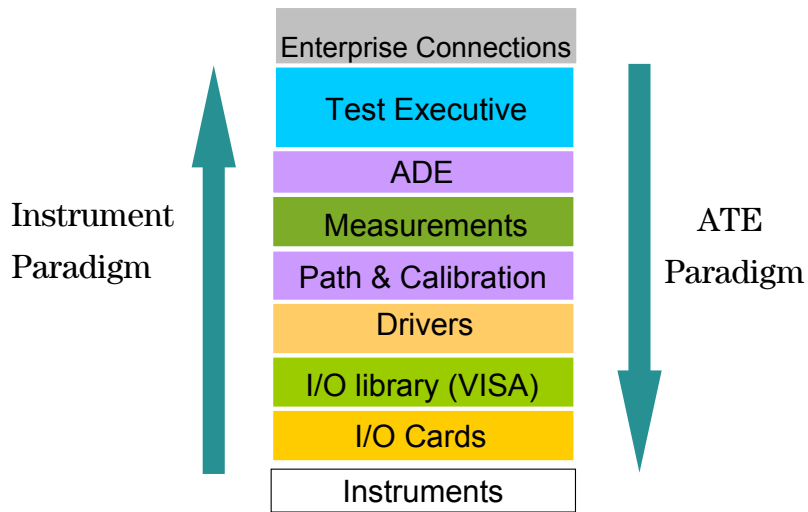 Enterprise Connections
Test Executive
ADE
Measurements
Path & Calibration
Drivers
I/O library (VISA)
I/O Cards
Instruments
Instrument
Paradigm
ATE
Paradigm